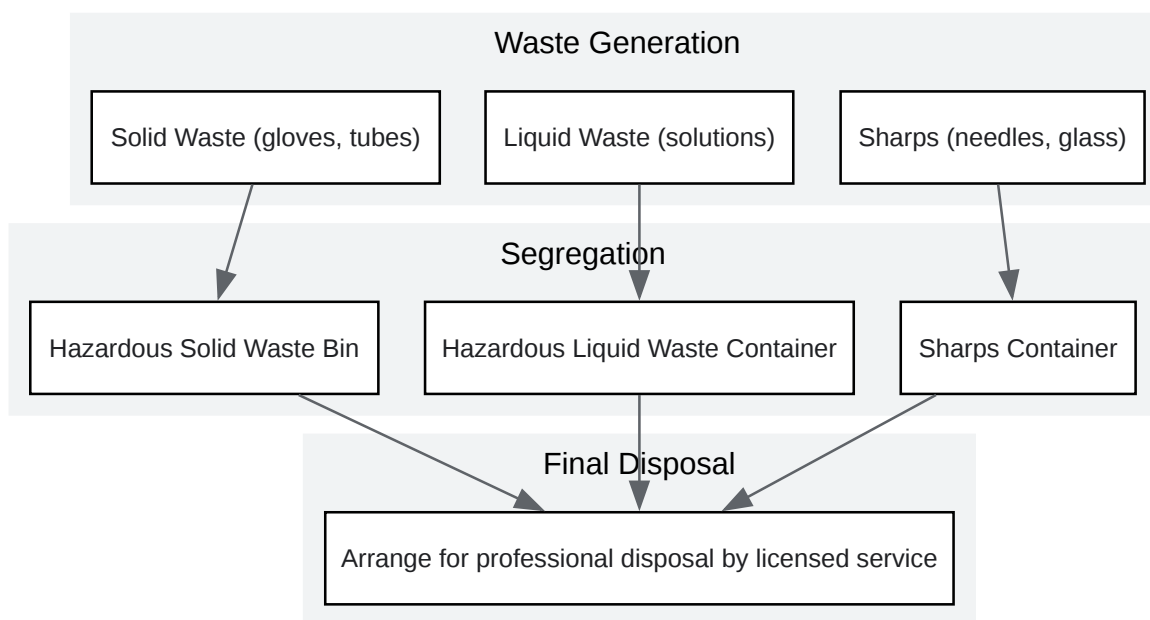 Waste Generation
Solid Waste (gloves, tubes)
Liquid Waste (solutions)
Sharps (needles, glass)
Segregation
Hazardous Solid Waste Bin
Hazardous Liquid Waste Container
Sharps Container
Final Disposal
Arrange for professional disposal by licensed service